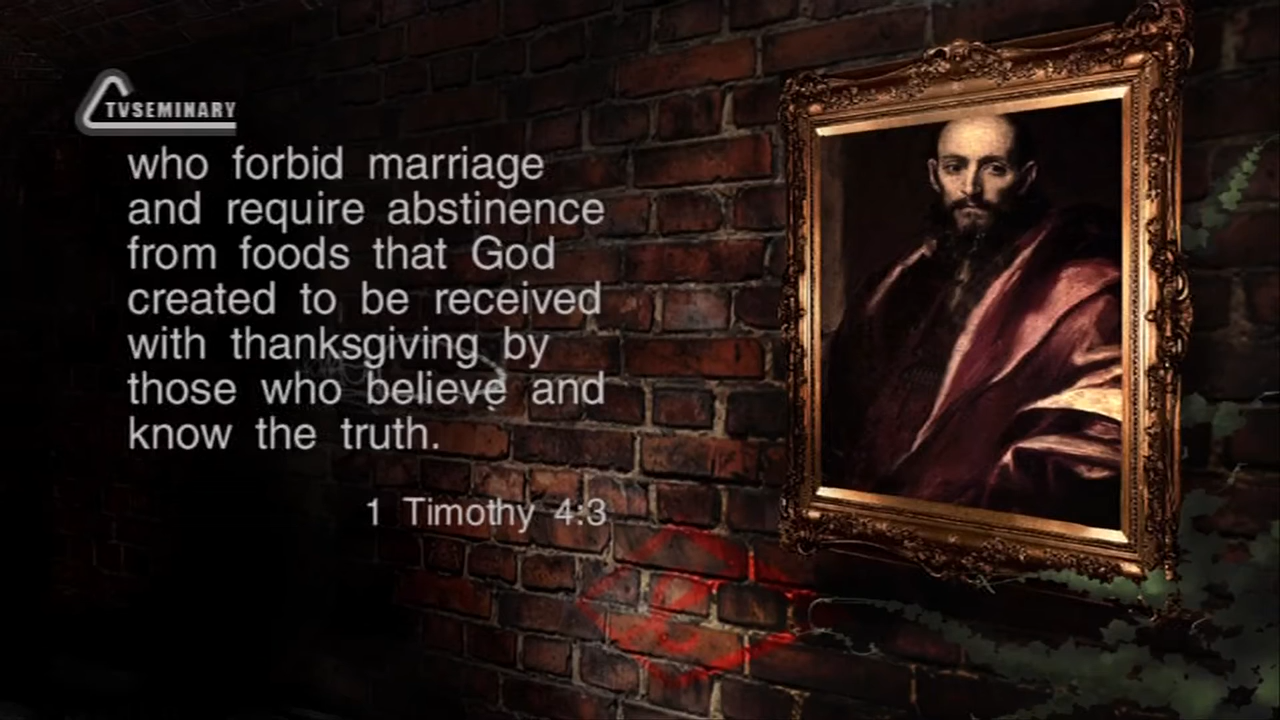 TVSEMINARY
who forbid marriage
and require abstinence
from foods that God
created to be received
with thanksgiving by
those who believe and
know the truth.
1 Timothy 4:3